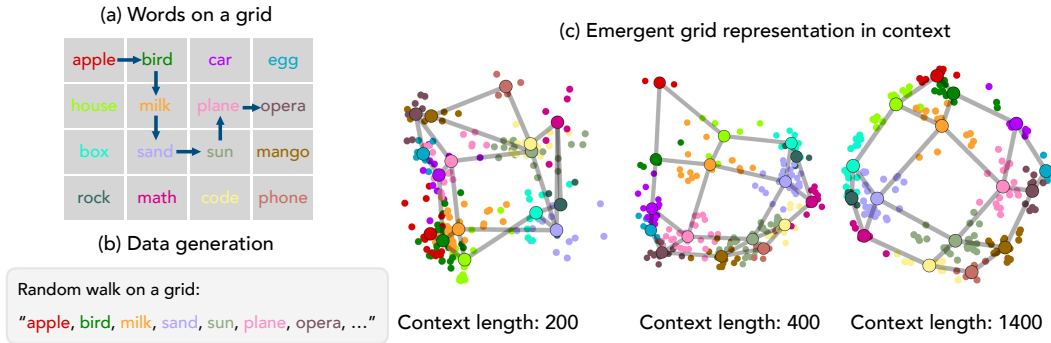 (a) Words on a grid
apple bird car egg
house milk plane opera
box sand sun mango
rock math code phone
(b) Data generation
Random walk on a grid:
“apple, bird, milk, sand, sun, plane, opera, …”
(c) Emergent grid representation in context
Context length: 200
Context length: 400
Context length: 1400